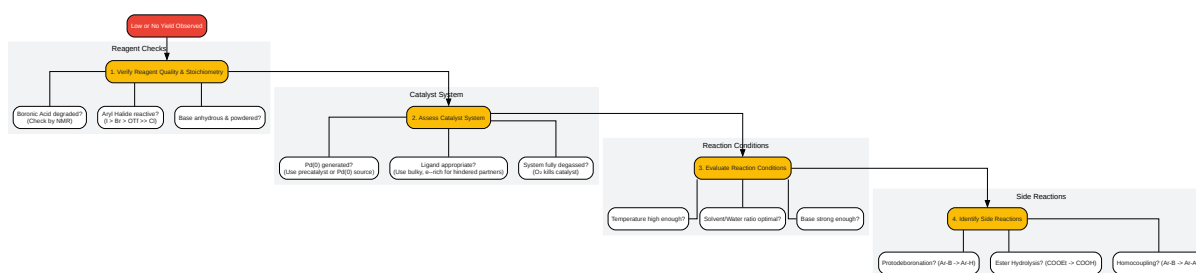 Low or No Yield Observed
Reagent Checks
1. Verify Reagent Quality & Stoichiometry
Boronic Acid degraded?
(Check by NMR)
Aryl Halide reactive?
(I > Br > OTf >> Cl)
Base anhydrous & powdered?
Catalyst System
2. Assess Catalyst System
Pd(0) generated?
(Use precatalyst or Pd(0) source)
Ligand appropriate?
(Use bulky, e−rich for hindered partners)
System fully degassed?
(O₂ kills catalyst)
Reaction Conditions
3. Evaluate Reaction Conditions
Temperature high enough?
Solvent/Water ratio optimal?
Base strong enough?
Side Reactions
4. Identify Side Reactions
Protodeboronation? (Ar-B -> Ar-H)
Ester Hydrolysis? (COOEt -> COOH)
Homocoupling? (Ar-B -> Ar-A